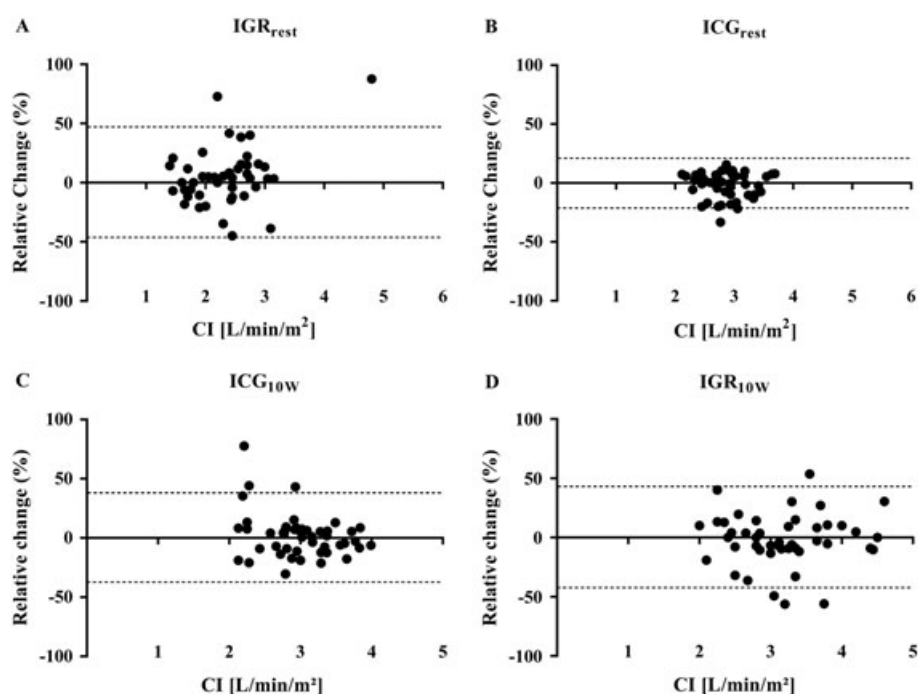 A
IGRrest
Relative Change (%)
100
50
0
-50
-100
1 2 3 4 5 6
CI [L/min/m²]
B
ICGrest
Relative Change (%)
100
50
0
-50
-100
1 2 3 4 5 6
CI [L/min/m²]
C
ICG10W
Relative change (%)
100
50
0
-50
-100
1 2 3 4 5
CI [L/min/m²]
D
IGR10W
Relative change (%)
100
50
0
-50
-100
1 2 3 4 5
CI [L/min/m²]